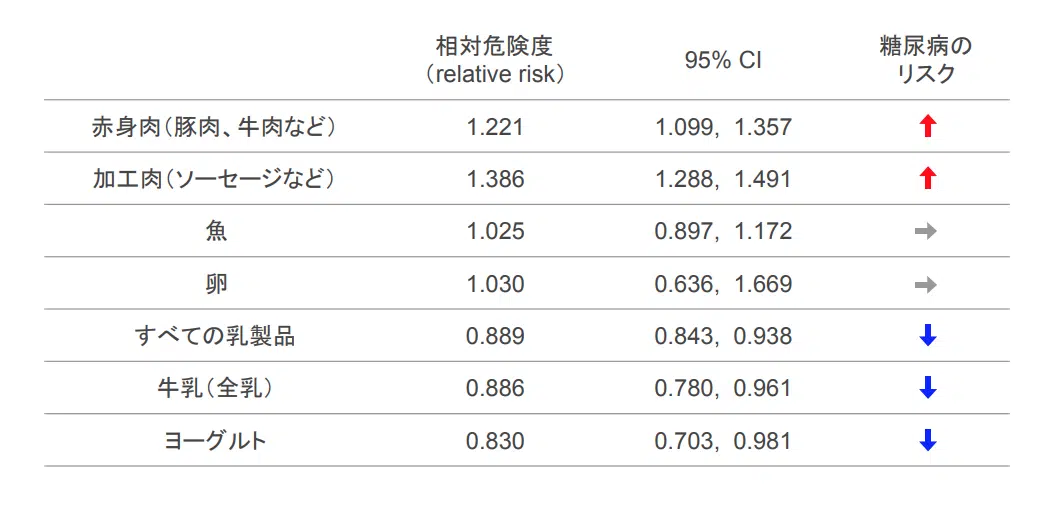 相対危険度 95% CI 糖尿病の
（relative risk） リスク
赤身肉（豚肉、牛肉など） 1.221 1.099, 1.357 ↑
加工肉（ソーセージなど） 1.386 1.288, 1.491 ↑
魚 1.025 0.897, 1.172 →
卵 1.030 0.636, 1.669 →
すべての乳製品 0.889 0.843, 0.938 ↓
牛乳（全乳） 0.886 0.780, 0.961 ↓
ヨーグルト 0.830 0.703, 0.981 ↓